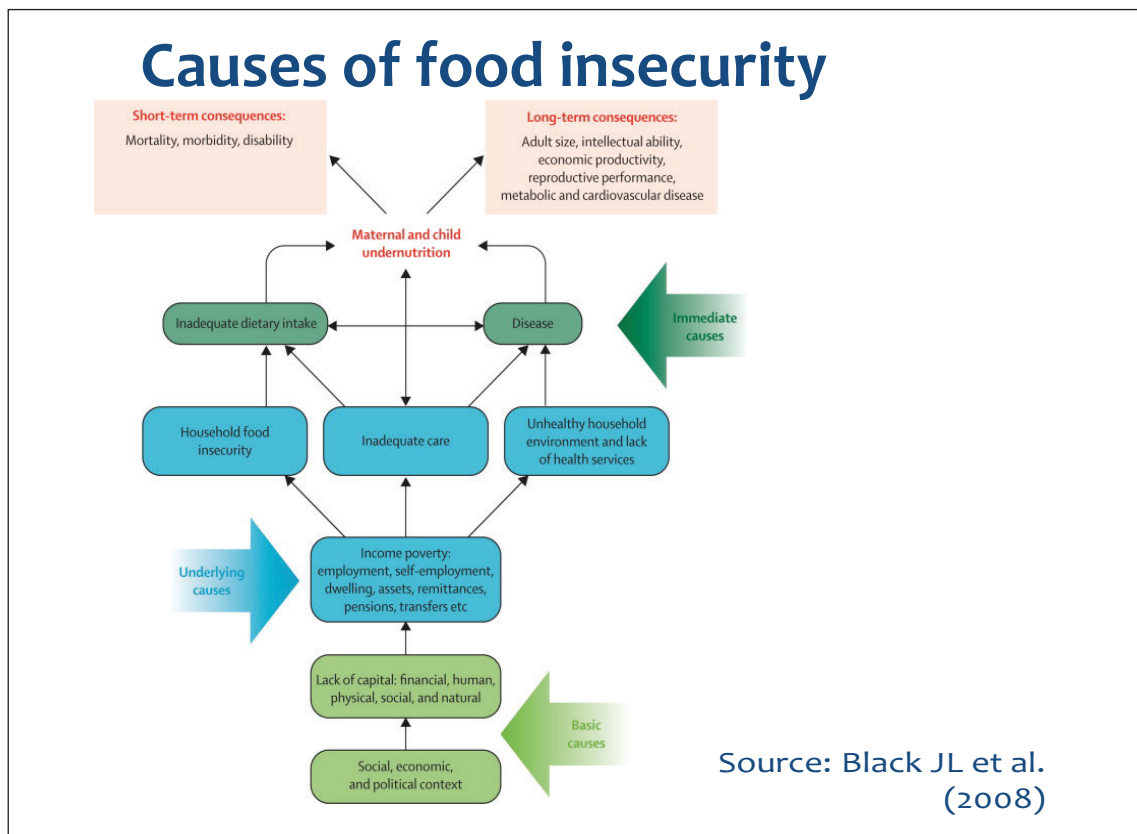 Causes of food insecurity
Short-term consequences:
Mortality, morbidity, disability
Long-term consequences:
Adult size, intellectual ability,
economic productivity,
reproductive performance,
metabolic and cardiovascular disease
Maternal and child
undernutrition
Inadequate dietary intake
Disease
Immediate
causes
Household food
insecurity
Inadequate care
Unhealthy household
environment and lack
of health services
Underlying
causes
Income poverty:
employment, self-employment,
dwelling, assets, remittances,
pensions, transfers etc
Lack of capital: financial, human,
physical, social, and natural
Basic
causes
Social, economic,
and political context
Source: Black JL et al.
(2008)